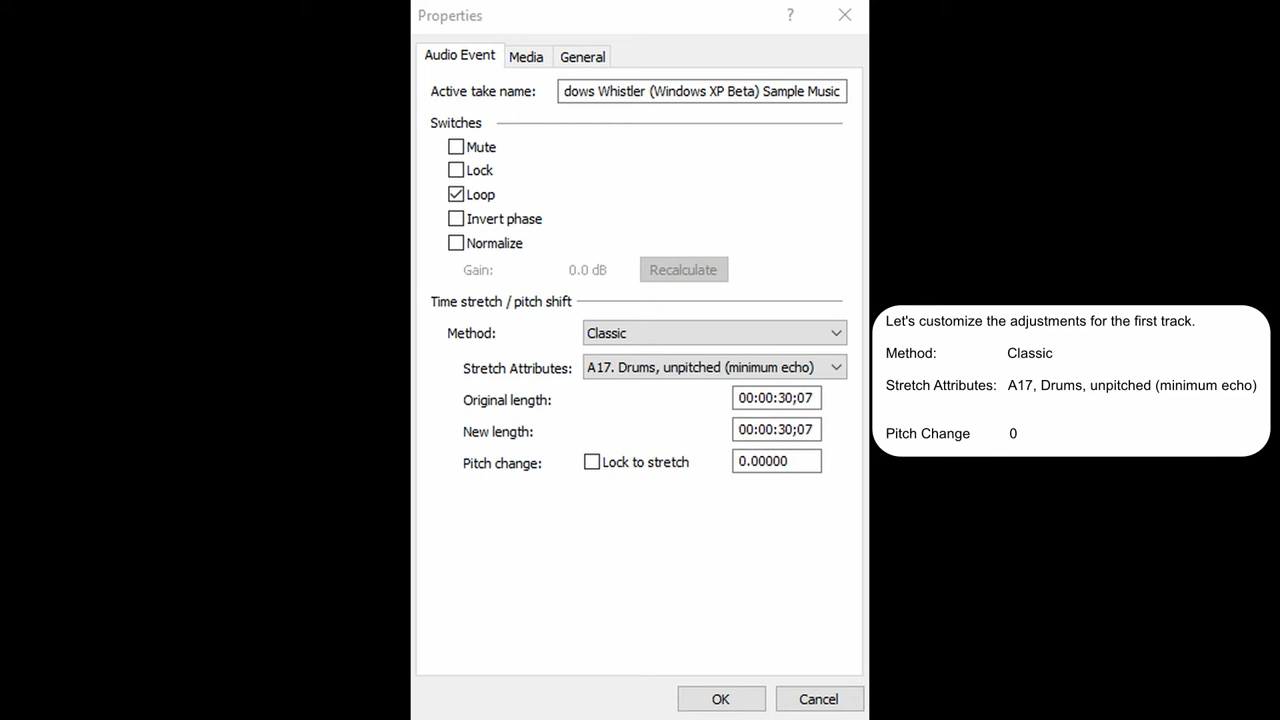 Properties
?
Audio Event Media General
Active take name: dows Whistler (Windows XP Beta) Sample Music
Switches
Mute
Lock
Loop
Invert phase
Normalize
Gain: 0.0 dB Recalculate
Time stretch / pitch shift
Method: Classic
Stretch Attributes: A17. Drums, unpitched (minimum echo)
Original length: 00:00:30;07
New length: 00:00:30;07
Pitch change: Lock to stretch 0.00000
OK Cancel
Let's customize the adjustments for the first track.
Method: Classic
Stretch Attributes: A17, Drums, unpitched (minimum echo)
Pitch Change 0